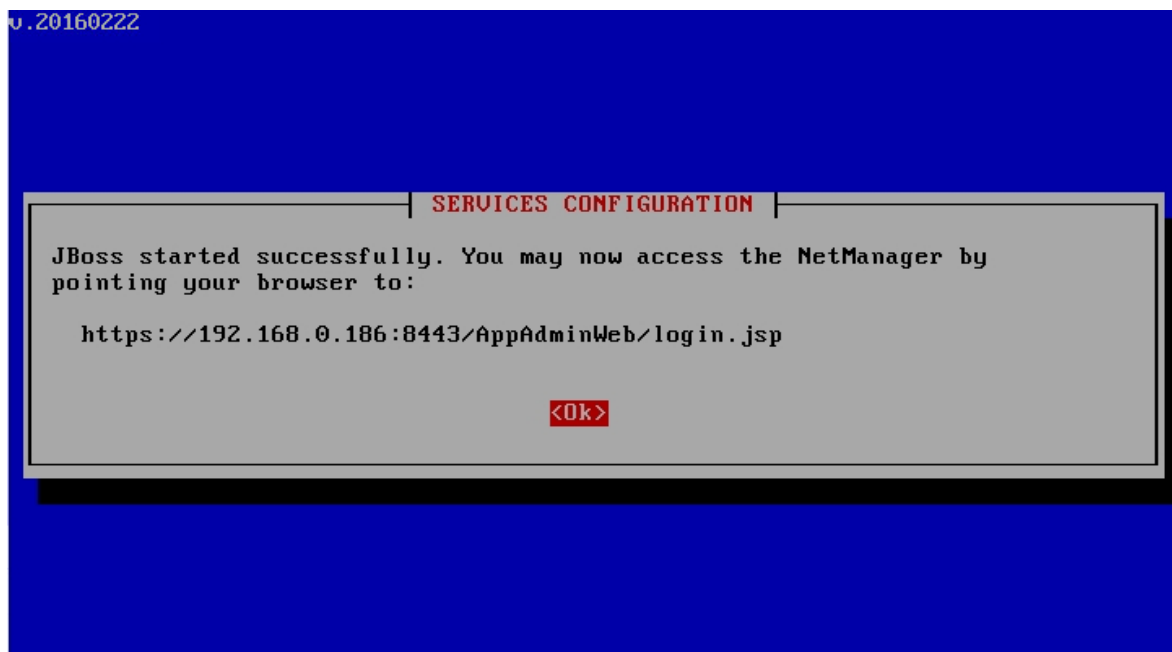 v.20160222
SERVICES CONFIGURATION
JBoss started successfully. You may now access the NetManager by
pointing your browser to:
https://192.168.0.186:8443/AppAdminWeb/login.jsp
<Ok>